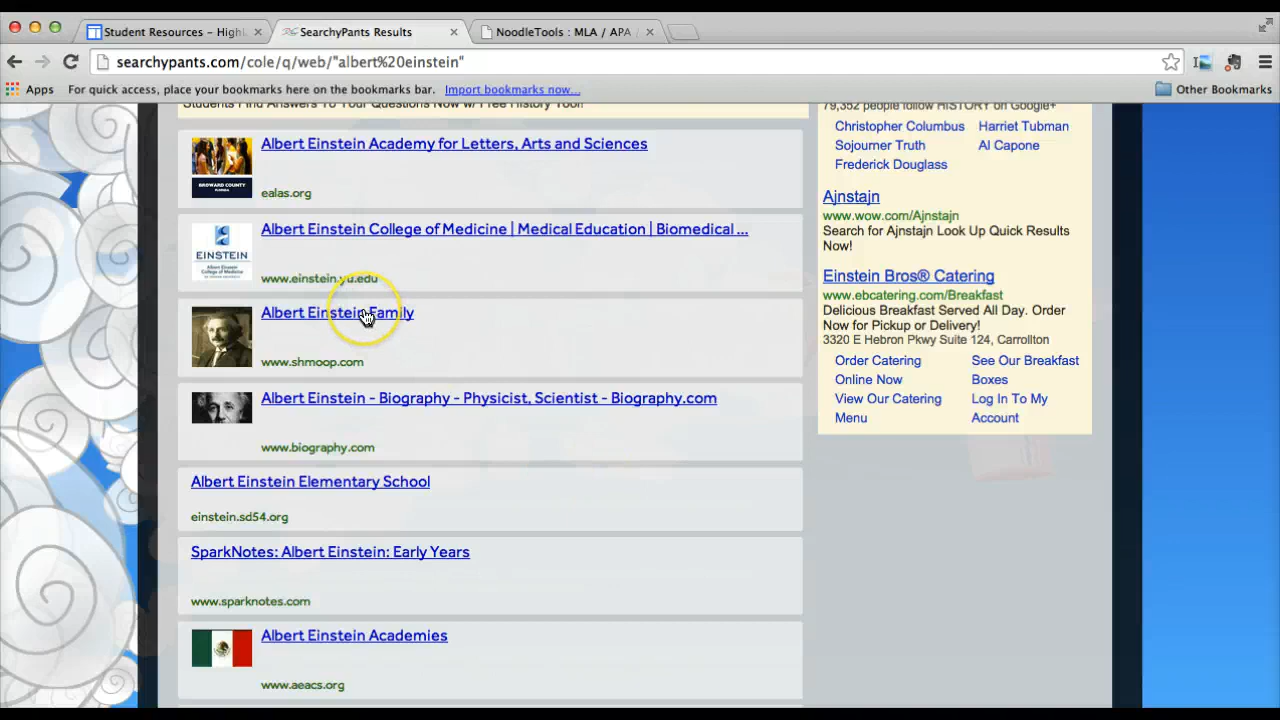 Student Resources - Highl
SearchyPants Results
NoodleTools : MLA / APA
searchypants.com/cole/q/web/"albert%20einstein"
Apps
For quick access, place your bookmarks here on the bookmarks bar.
Import bookmarks now...
Other Bookmarks
Students Find Answers To Your Questions Now w/ Free History Tool!
Albert Einstein Academy for Letters, Arts and Sciences
BROWARD COUNTY
FLORIDA
ealas.org
Albert Einstein College of Medicine | Medical Education | Biomedical ...
EINSTEIN
Albert Einstein
College of Medicine
www.einstein.yu.edu
Albert Einstein Family
www.shmoop.com
Albert Einstein - Biography - Physicist, Scientist - Biography.com
www.biography.com
Albert Einstein Elementary School
einstein.sd54.org
SparkNotes: Albert Einstein: Early Years
www.sparknotes.com
Albert Einstein Academies
www.aeacs.org
79,352 people follow HISTORY on Google+
Christopher Columbus
Harriet Tubman
Sojourner Truth
Al Capone
Frederick Douglass
Ajnstajn
www.wow.com/Ajnstajn
Search for Ajnstajn Look Up Quick Results
Now!
Einstein Bros® Catering
www.ebcatering.com/Breakfast
Delicious Breakfast Served All Day. Order
Now for Pickup or Delivery!
3320 E Hebron Pkwy Suite 124, Carrollton
Order Catering
See Our Breakfast
Online Now
Boxes
View Our Catering
Log In To My
Menu
Account